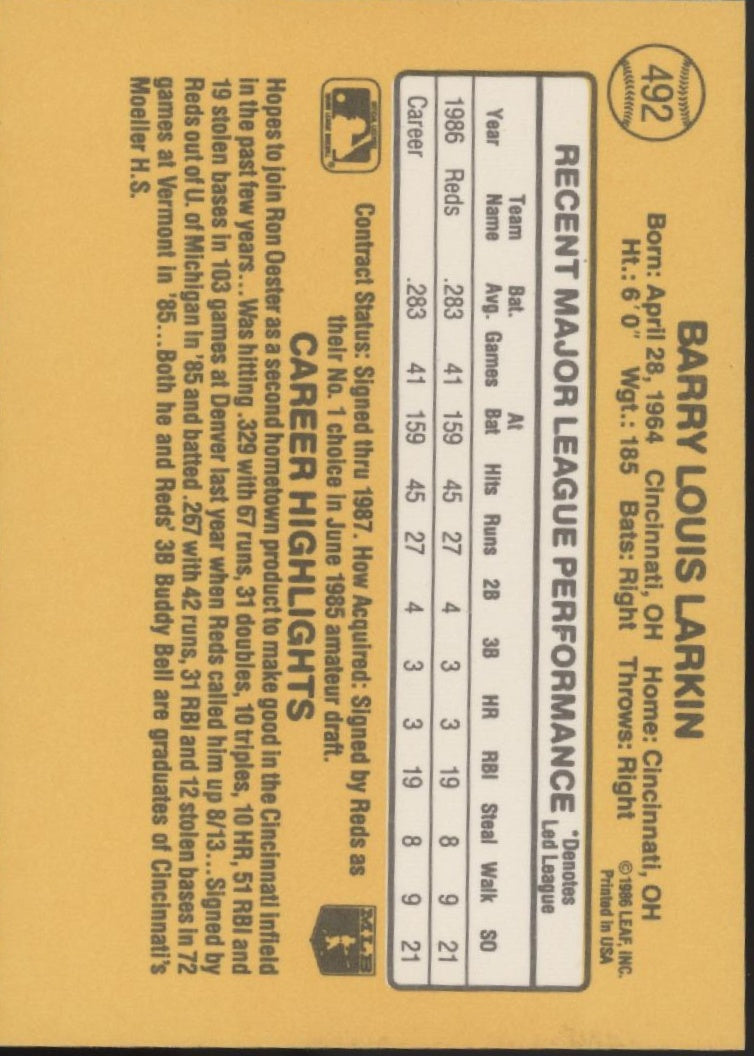 492
BARRY LOUIS LARKIN
Born: April 28, 1964 Cincinnati, OH Home: Cincinnati, OH
Ht.: 6'0" Wgt.: 185 Bats: Right Throws: Right
©1986 LEAF, INC.
Printed in USA
RECENT MAJOR LEAGUE PERFORMANCE *Denotes Led League
Year Team Name Bat. Avg. Games At Bat Hits Runs 2B 3B HR RBI Steal Walk SO
1986 Reds .283 41 159 45 27 4 3 3 19 8 9 21
Career .283 41 159 45 27 4 3 3 19 8 9 21
Contract Status: Signed thru 1987. How Acquired: Signed by Reds as
their No. 1 choice in June 1985 amateur draft.
MLB
CAREER HIGHLIGHTS
Hopes to join Ron Oester as a second hometown product to make good in the Cincinnati infield
in the past few years...Was hitting .329 with 67 runs, 31 doubles, 10 triples, 10 HR, 51 RBI and
19 stolen bases in 103 games at Denver last year when Reds called him up 8/13...Signed by
Reds out of U. of Michigan in '85 and batted .267 with 42 runs, 31 RBI and 12 stolen bases in 72
games at Vermont in '85...Both he and Reds' 3B Buddy Bell are graduates of Cincinnati's
Moeller H.S.